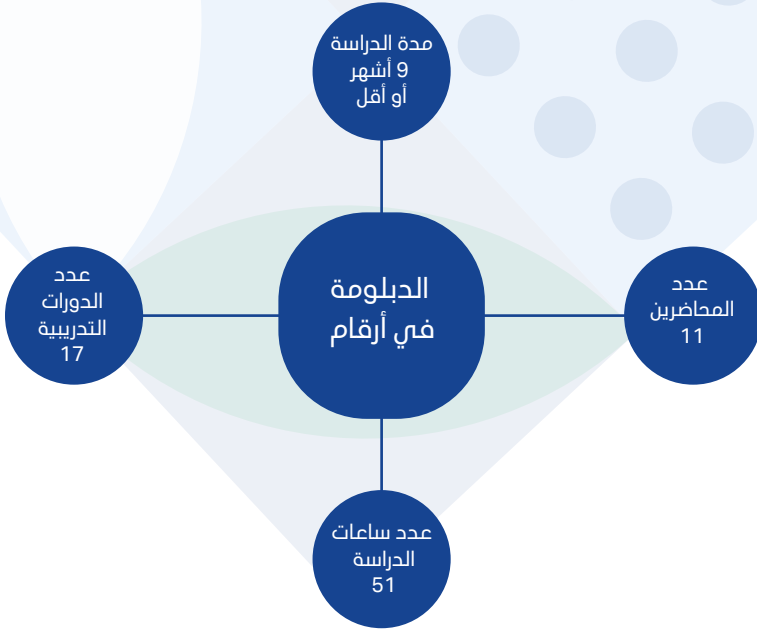 مدة الدراسة
9 أشهر
أو أقل
عدد
المحاضرين
11
الدبلومة
في أرقام
عدد
الدورات
التدريبية
17
عدد ساعات
الدراسة
51